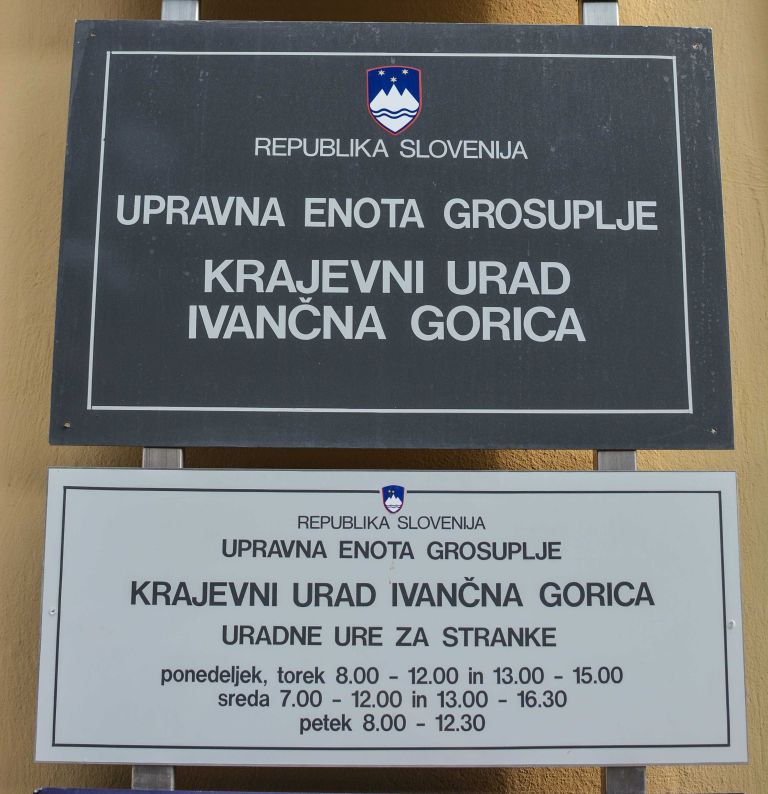 REPUBLIKA SLOVENIJA
UPRAVNA ENOTA GROSUPLJE
KRAJEVNI URAD
IVANČNA GORICA
REPUBLIKA SLOVENIJA
UPRAVNA ENOTA GROSUPLJE
KRAJEVNI URAD IVANČNA GORICA
URADNE URE ZA STRANKE
ponedeljek, torek 8.00 - 12.00 in 13.00 - 15.00
sreda 7.00 - 12.00 in 13.00 - 16.30
petek 8.00 - 12.30